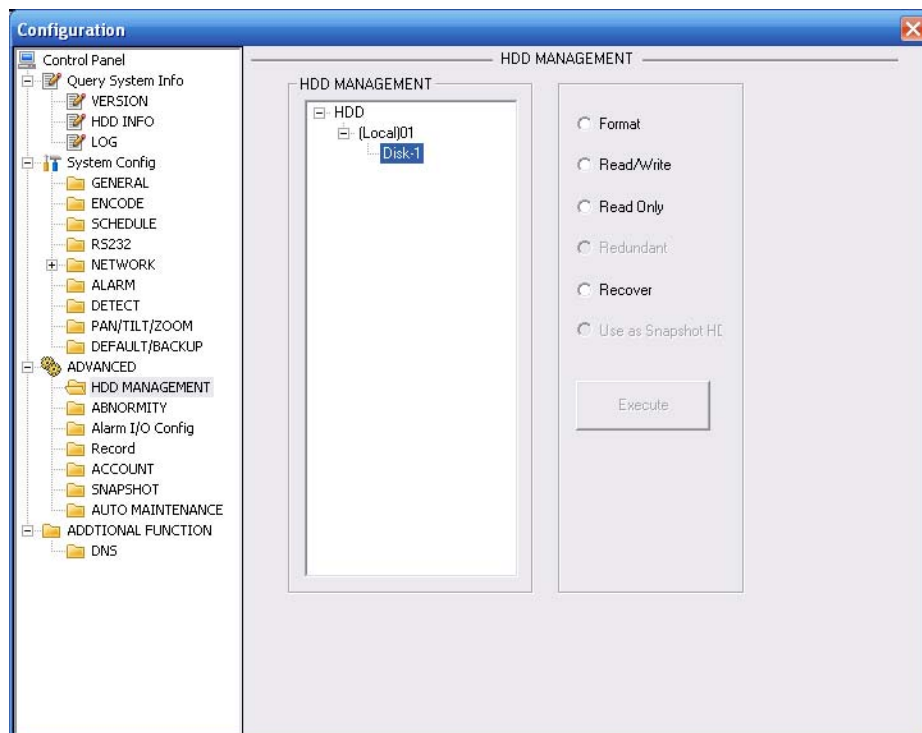 Configuration
Control Panel
Query System Info
VERSION
HDD INFO
LOG
System Config
GENERAL
ENCODE
SCHEDULE
RS232
NETWORK
ALARM
DETECT
PAN/TILT/ZOOM
DEFAULT/BACKUP
ADVANCED
HDD MANAGEMENT
ABNORMITY
Alarm I/O Config
Record
ACCOUNT
SNAPSHOT
AUTO MAINTENANCE
ADDTIONAL FUNCTION
DNS
HDD MANAGEMENT
HDD MANAGEMENT
HDD
(Local)01
Disk-1
Format
Read/Write
Read Only
Redundant
Recover
Use as Snapshot HD
Execute